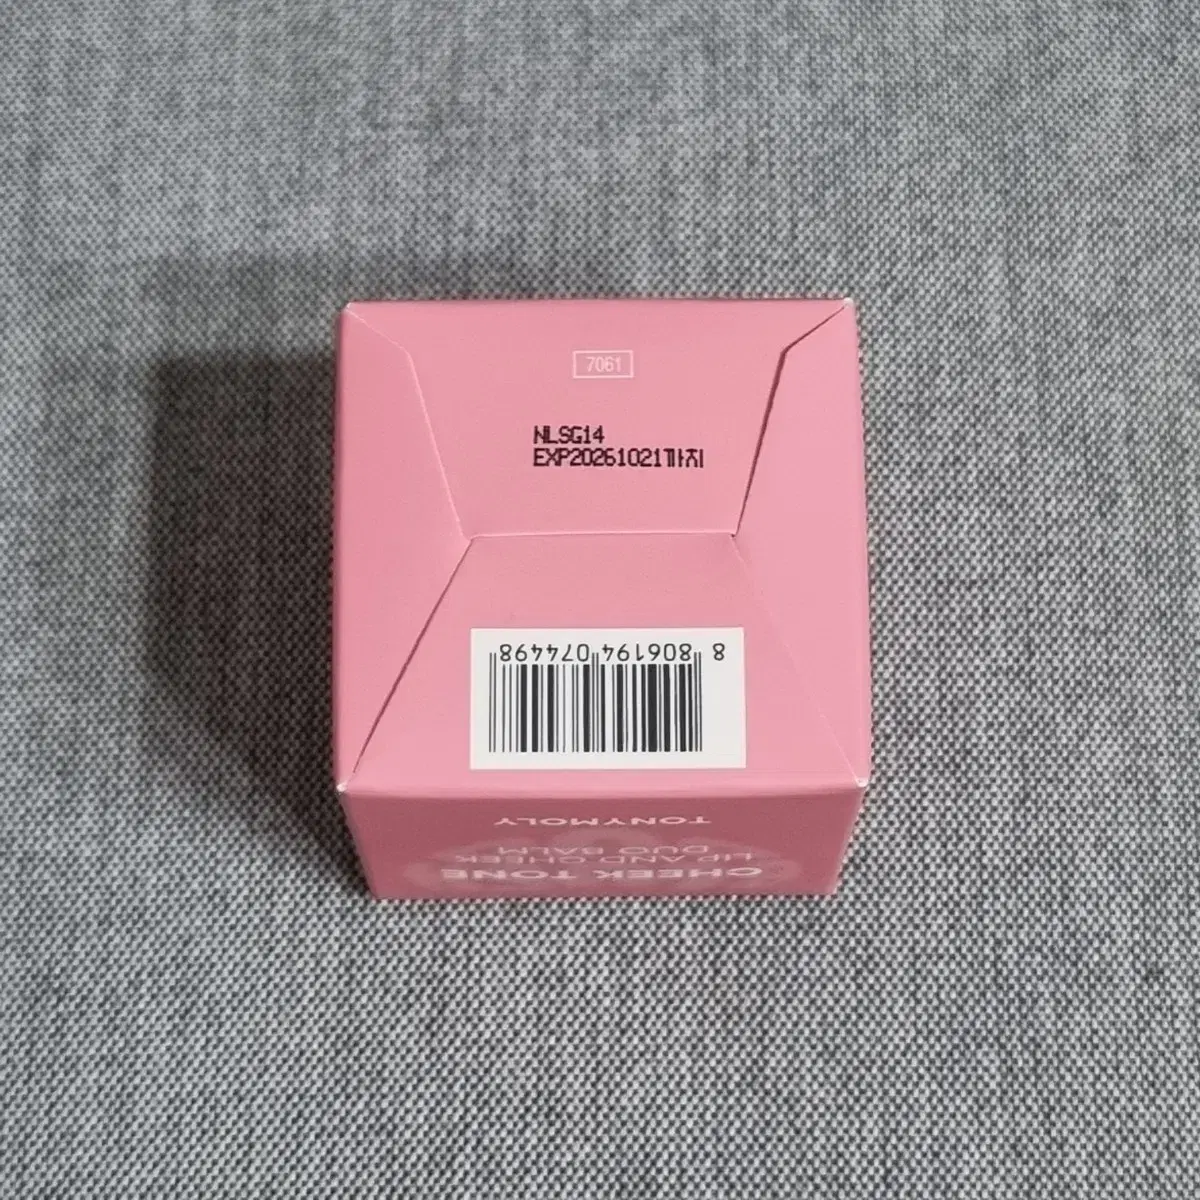 7061
NLSG14
EXP20261021까지
8 806194 074498
TONYMOLY
CHEEK TONE
LIP AND CHEEK
DUO BALM